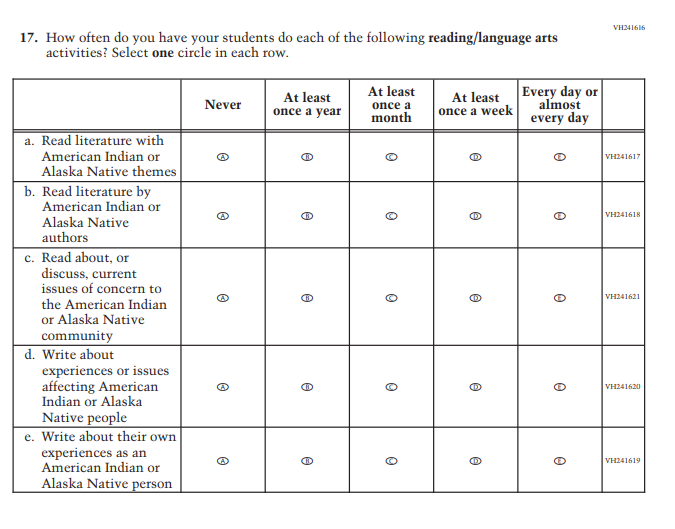 VH241616
17. How often do you have your students do each of the following reading/language arts
activities? Select one circle in each row.
Never
At least
once a year
At least
once a
month
At least
once a week
Every day or
almost
every day
a. Read literature with
American Indian or
Alaska Native themes
A B C D E VH241617
b. Read literature by
American Indian or
Alaska Native
authors
A B C D E VH241618
c. Read about, or
discuss, current
issues of concern to
the American Indian
or Alaska Native
community
A B C D E VH241621
d. Write about
experiences or issues
affecting American
Indian or Alaska
Native people
A B C D E VH241620
e. Write about their own
experiences as an
American Indian or
Alaska Native person
A B C D E VH241619